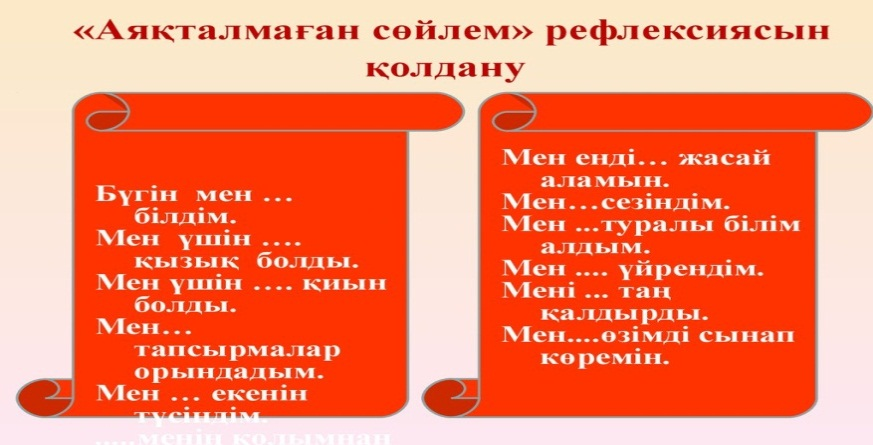 «Аяқталмаған сөйлем» рефлексиясын
қолдану
Бүгін мен ...
білдім.
Мен үшін ....
қызық болды.
Мен үшін .... қиын
болды.
Мен...
тапсырмалар
орындадым.
Мен ... екенін
түсіндім.
.....менің қолымнан
Мен енді... жасай
аламын.
Мен...сезіндім.
Мен ...туралы білім
алдым.
Мен .... үйрендім.
Мені ... таң
қалдырды.
Мен....өзімді сынап
көремін.